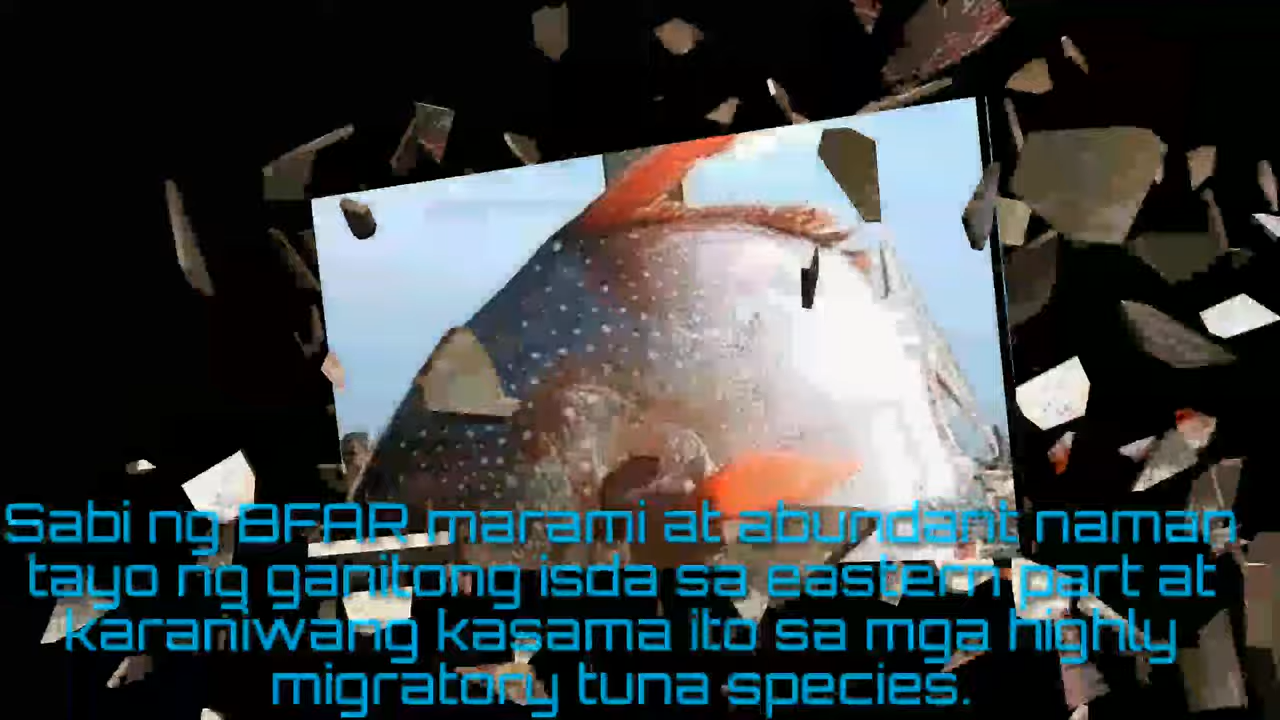 Sabi ng BFAR marami at abundant naman
tayo ng ganitong isda sa eastern part at
karaniwang kasama ito sa mga highly
migratory tuna species.